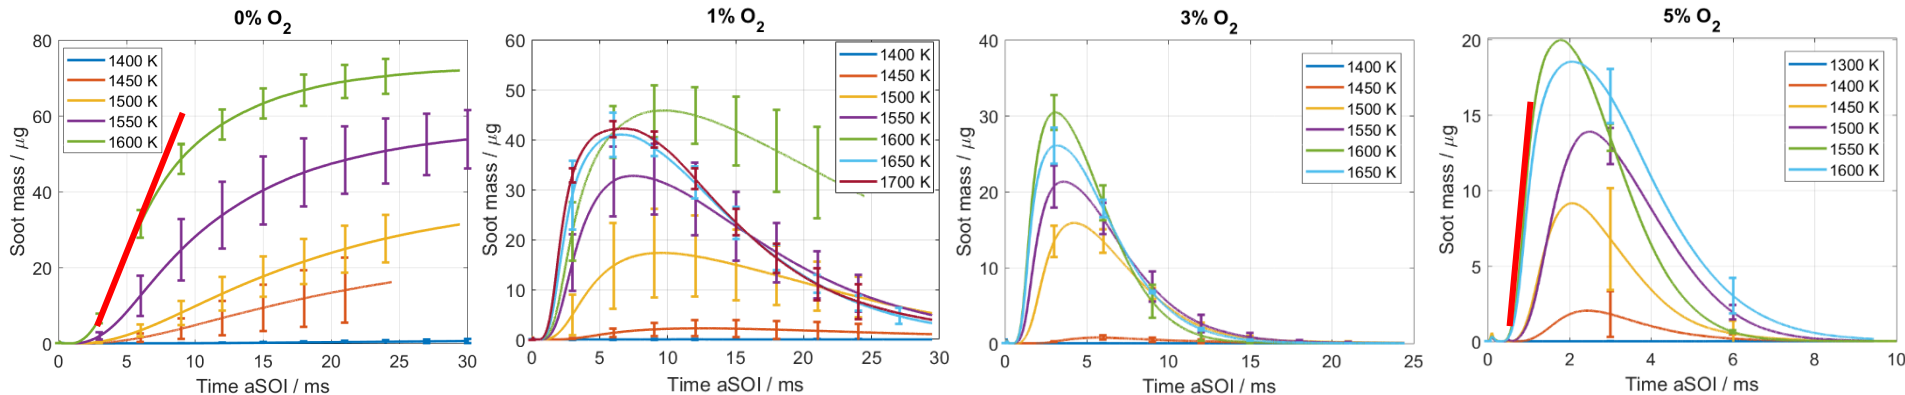 0% O2
80
60
40
20
0
0
5
10
15
20
25
30
Soot mass / μg
Time aSOI / ms
1400 K
1450 K
1500 K
1550 K
1600 K
1% O2
60
50
40
30
20
10
0
0
5
10
15
20
25
30
Soot mass / μg
Time aSOI / ms
1400 K
1450 K
1500 K
1550 K
1600 K
1650 K
1700 K
3% O2
40
30
20
10
0
0
5
10
15
20
25
Soot mass / μg
Time aSOI / ms
1400 K
1450 K
1500 K
1550 K
1600 K
1650 K
5% O2
20
15
10
5
0
0
2
4
6
8
10
Soot mass / μg
Time aSOI / ms
1300 K
1400 K
1450 K
1500 K
1550 K
1600 K